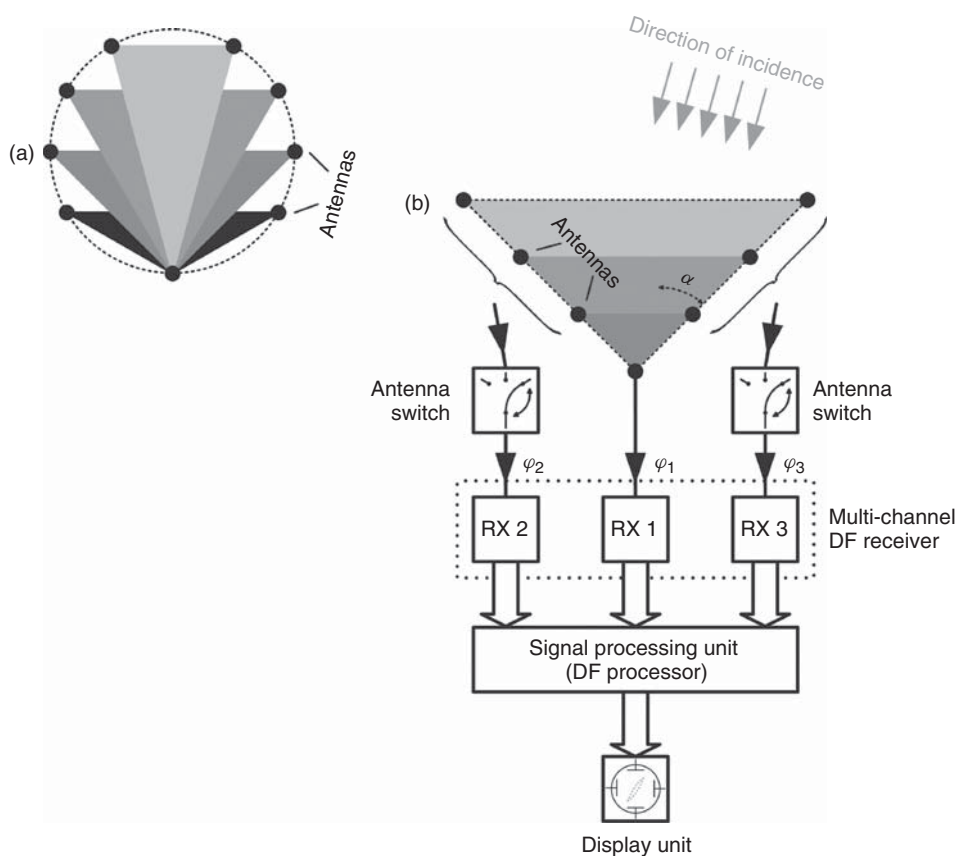 Direction of incidence
(a)
Antennas
(b)
Antennas
α
Antenna
switch
Antenna
switch
φ2
φ1
φ3
RX 2
RX 1
RX 3
Multi-channel
DF receiver
Signal processing unit
(DF processor)
Display unit